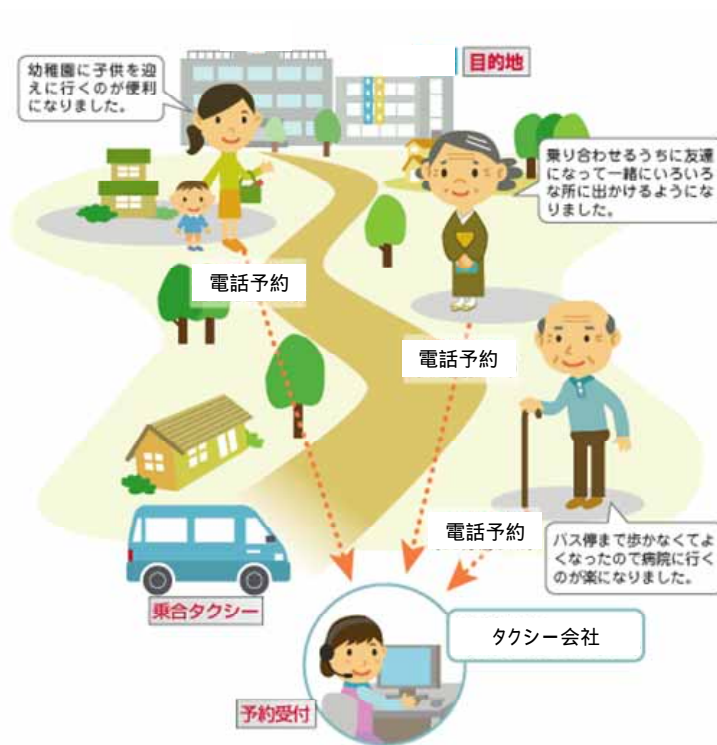 目的地
幼稚園に子供を迎
えに行くのが便利
になりました。
乗り合わせるうちに友達
になって一緒にいろいろ
な所に出かけるようにな
りました。
電話予約
電話予約
電話予約
バス停まで歩かなくてよ
くなったので病院に行く
のが楽になりました。
乗合タクシー
タクシー会社
予約受付